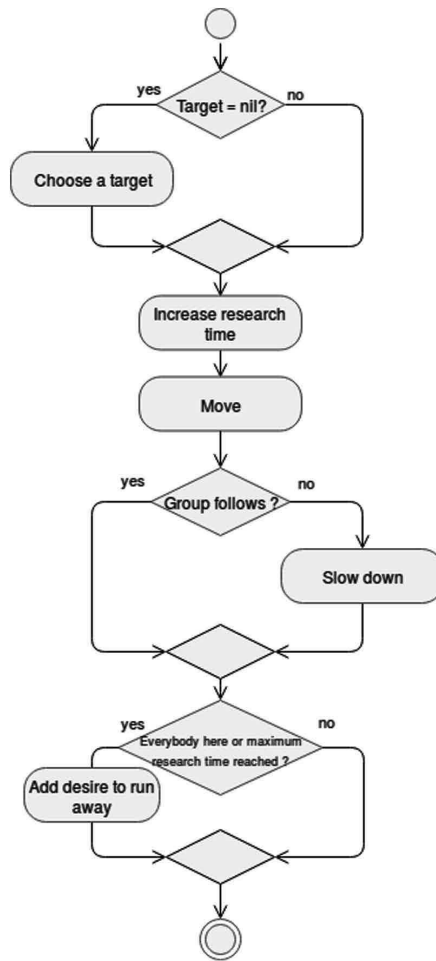 yes
no
Target = nil?
Choose a target
Increase research
time
Move
yes
no
Group follows ?
Slow down
yes
no
Everybody here or maximum
research time reached ?
Add desire to run
away